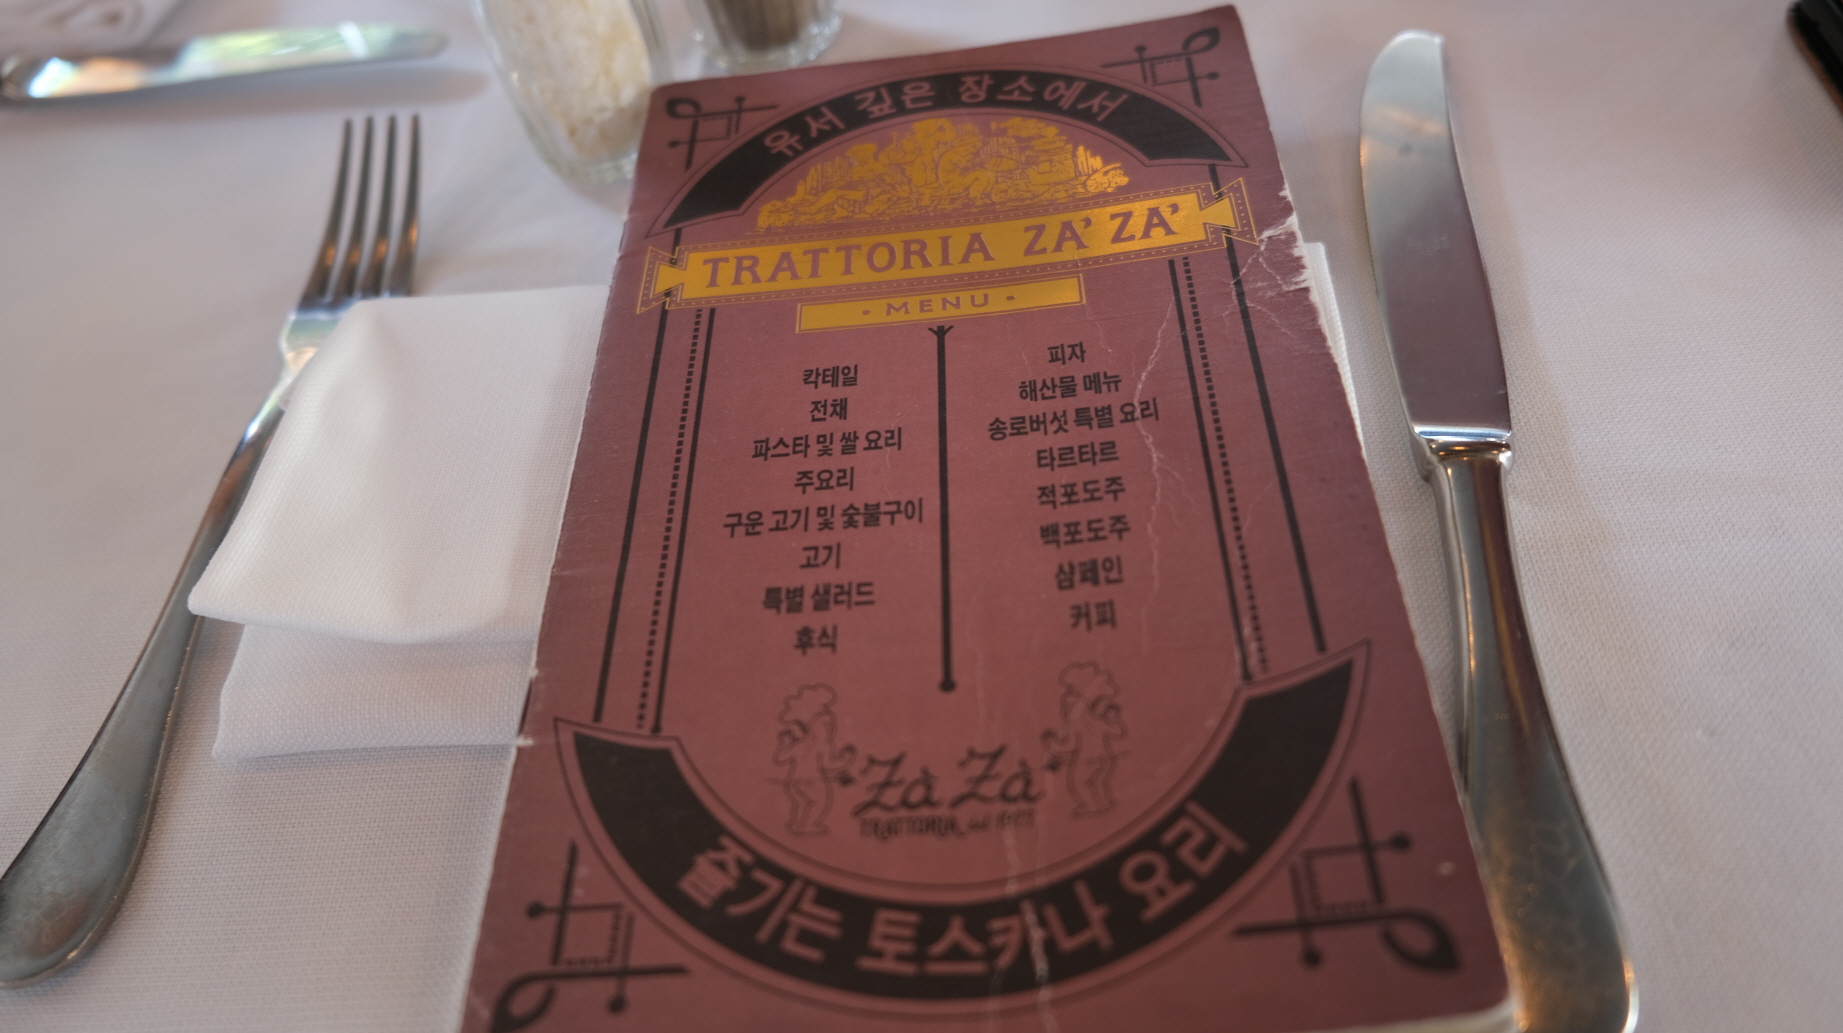 유서 깊은 장소에서
TRATTORIA ZA' ZA'
• MENU •
칵테일
전채
파스타 및 쌀 요리
주요리
구운 고기 및 숯불구이
고기
특별 샐러드
후식
피자
해산물 메뉴
송로버섯 특별 요리
타르타르
적포도주
백포도주
샴페인
커피
Zà Zà
TRATTORIA
즐기는 토스카나 요리